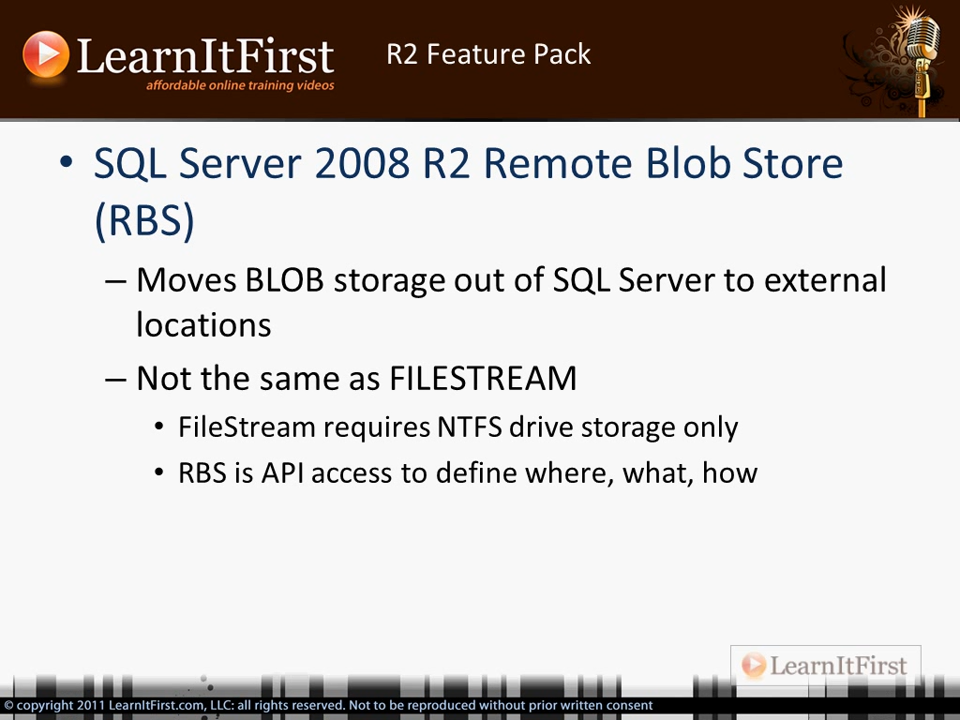 LearnItFirst
affordable online training videos
R2 Feature Pack
• SQL Server 2008 R2 Remote Blob Store
(RBS)
– Moves BLOB storage out of SQL Server to external
locations
– Not the same as FILESTREAM
• FileStream requires NTFS drive storage only
• RBS is API access to define where, what, how
LearnItFirst
© copyright 2011 LearnItFirst.com, LLC: all rights reserved. Not to be reproduced without prior written consent